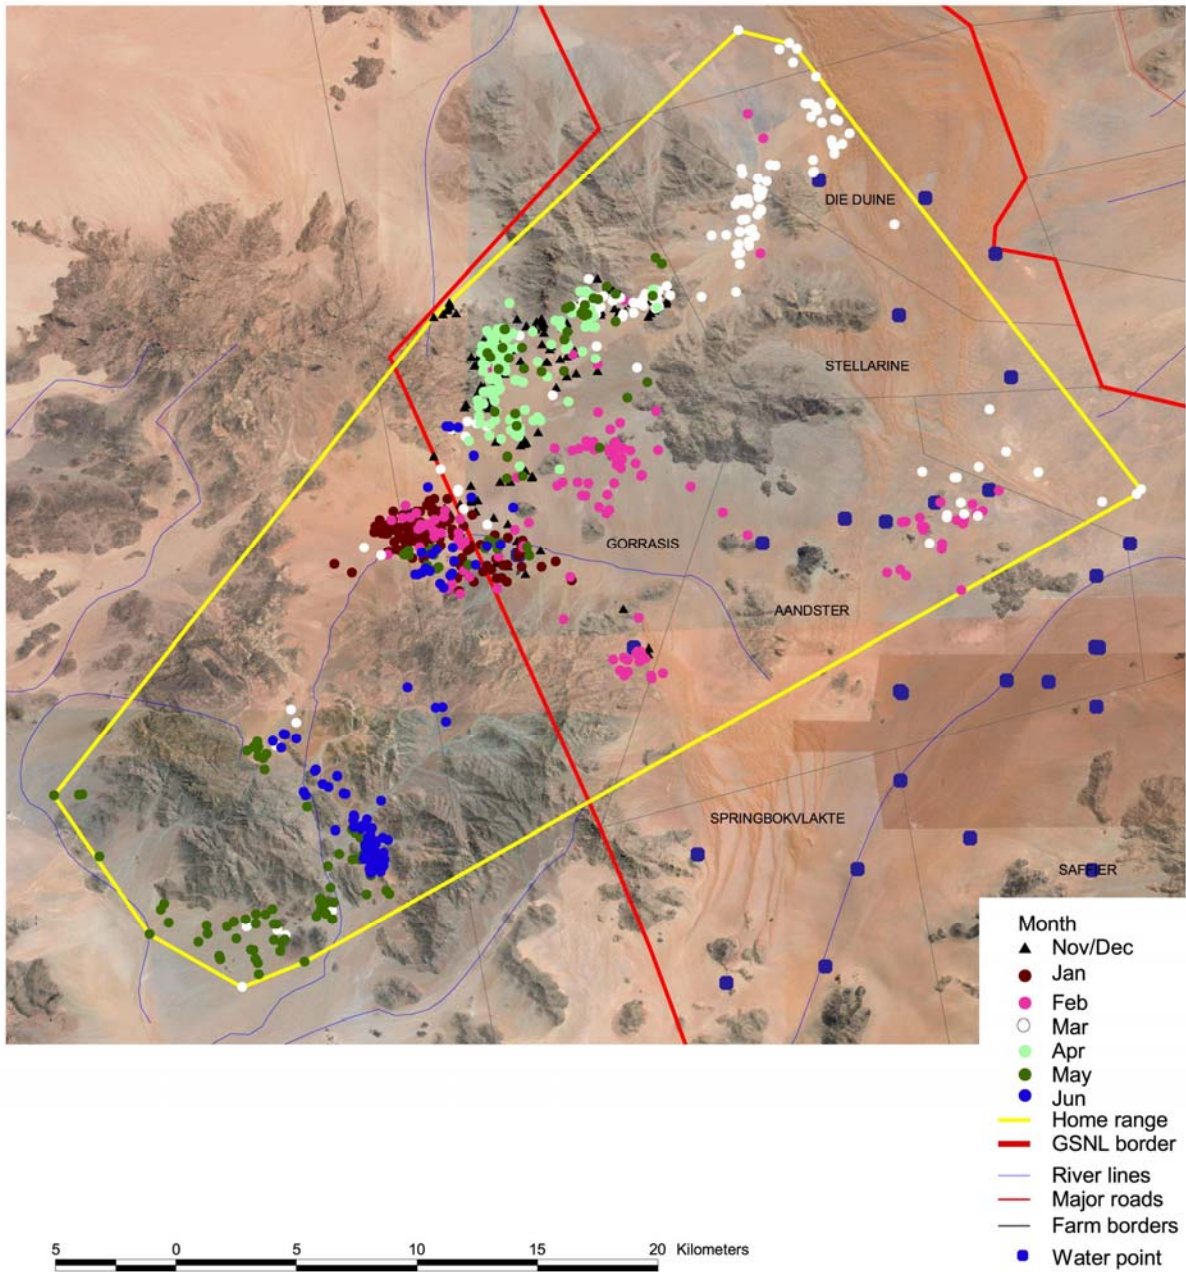 DIE DUINE
STELLARINE
GORRASIS
AANDSTER
SPRINGBOKVLAKTE
SAFFIER
Month
Nov/Dec
Jan
Feb
Mar
Apr
May
Jun
Home range
GSNL border
River lines
Major roads
Farm borders
Water point
5 0 5 10 15 20 Kilometers